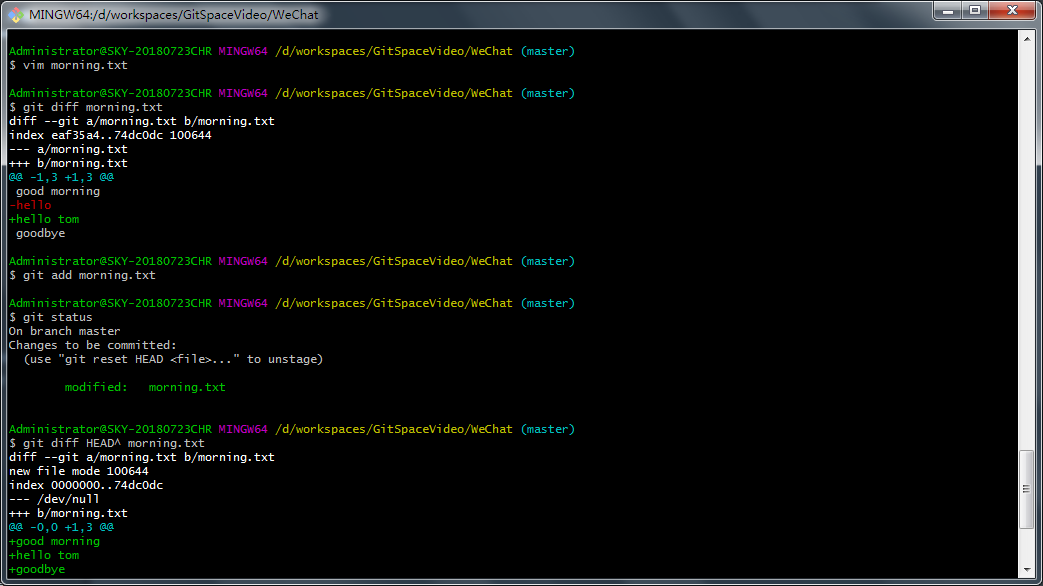 MINGW64:/d/workspaces/GitSpaceVideo/WeChat
Administrator@SKY-20180723CHR MINGW64 /d/workspaces/GitSpaceVideo/WeChat (master)
$ vim morning.txt
Administrator@SKY-20180723CHR MINGW64 /d/workspaces/GitSpaceVideo/WeChat (master)
$ git diff morning.txt
diff --git a/morning.txt b/morning.txt
index eaf35a4..74dc0dc 100644
--- a/morning.txt
+++ b/morning.txt
@@ -1,3 +1,3 @@
 good morning
-hello
+hello tom
 goodbye
Administrator@SKY-20180723CHR MINGW64 /d/workspaces/GitSpaceVideo/WeChat (master)
$ git add morning.txt
Administrator@SKY-20180723CHR MINGW64 /d/workspaces/GitSpaceVideo/WeChat (master)
$ git status
On branch master
Changes to be committed:
  (use "git reset HEAD <file>..." to unstage)
        modified:   morning.txt
Administrator@SKY-20180723CHR MINGW64 /d/workspaces/GitSpaceVideo/WeChat (master)
$ git diff HEAD^ morning.txt
diff --git a/morning.txt b/morning.txt
new file mode 100644
index 0000000..74dc0dc
--- /dev/null
+++ b/morning.txt
@@ -0,0 +1,3 @@
+good morning
+hello tom
+goodbye